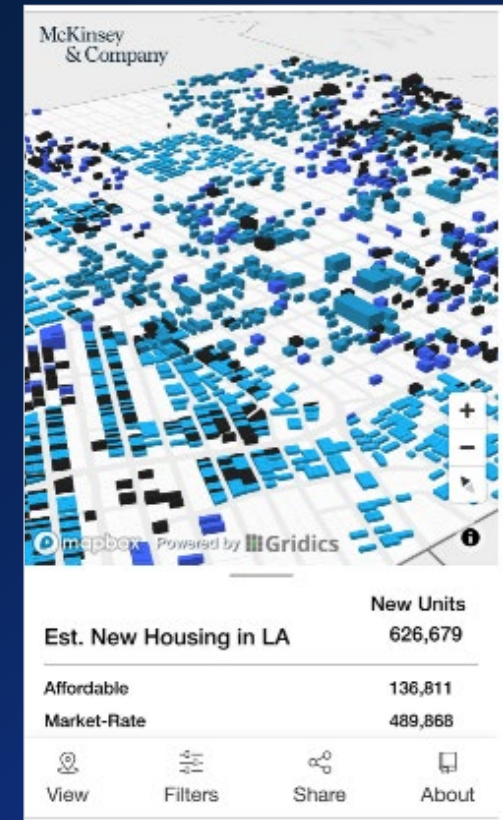 McKinsey
& Company
+
−
mapbox Powered by Gridics
i
New Units
Est. New Housing in LA 626,679
Affordable 136,811
Market-Rate 489,868
View Filters Share About